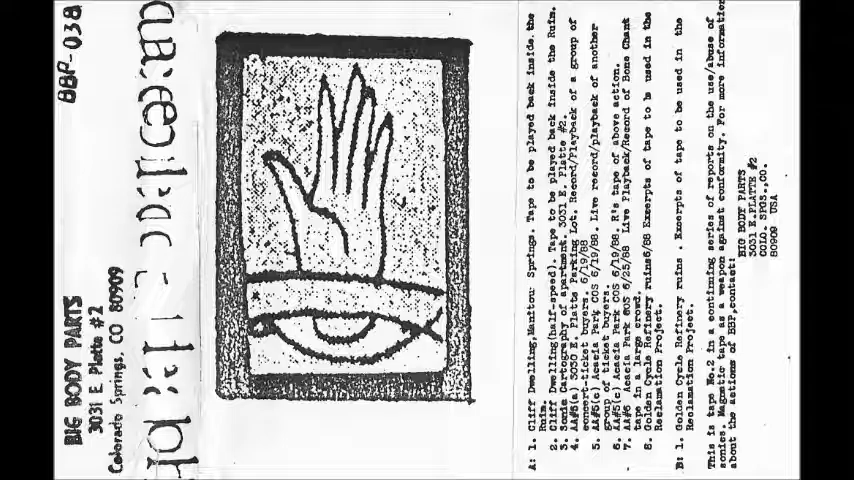 BBP-038
BIG BODY PARTS
3031 E. Platte #2
Colorado Springs, CO 80909
A: 1. Cliff Dwelling,Manitou Springs. Tape to be played back inside the
Ruin.
2. Cliff Dwelling(half-speed). Tape to be played back inside the Ruin.
3. Sonic Cartography of apartment. 3031 E. Platte #2.
4. AA#5(a) 3030 E. Platte Parking Lot. Record/Playback of a group of
concert-ticket buyers. 6/19/88
5. AA#5(c) Acacia Park COS 6/19/88. Live record/playback of another
group of ticket buyers.
6. AA#5(c) Acacia Park COS 6/19/88. R's tape of above action.
7. AA#6 Acacia Park COS 6/25/88 Live Playback/Record of Bone Chant
tape in a large crowd.
8. Golden Cycle Refinery ruins6/88 Exerpts of tape to be used in the
Reclamation Project.
B: 1. Golden Cycle Refinery ruins . Exerpts of tape to be used in the
Reclamation Project.
This is tape No.2 in a continuing series of reports on the use/abuse of
sonics. Magnetic tape as a weapon against conformity. For more information
about the actions of BBP,contact:
BIG BODY PARTS
3031 E.PLATTE #2
COLO. SPGS.,CO.
80909 USA